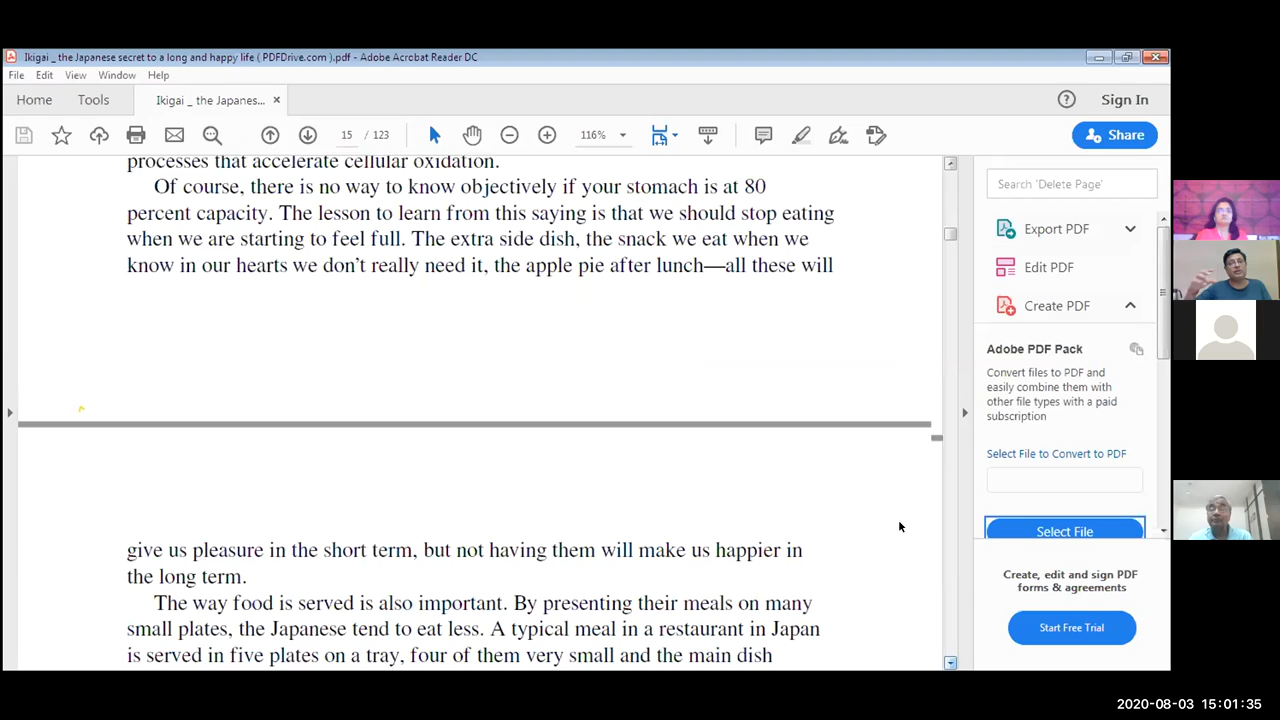 Ikigai _ the Japanese secret to a long and happy life ( PDFDrive.com ).pdf - Adobe Acrobat Reader DC
File Edit View Window Help
Home Tools Ikigai _ the Japanes... × Sign In
15 / 123 116% Share
processes that accelerate cellular oxidation.
Of course, there is no way to know objectively if your stomach is at 80
percent capacity. The lesson to learn from this saying is that we should stop eating
when we are starting to feel full. The extra side dish, the snack we eat when we
know in our hearts we don’t really need it, the apple pie after lunch—all these will
give us pleasure in the short term, but not having them will make us happier in
the long term.
The way food is served is also important. By presenting their meals on many
small plates, the Japanese tend to eat less. A typical meal in a restaurant in Japan
is served in five plates on a tray, four of them very small and the main dish
Search 'Delete Page'
Export PDF
Edit PDF
Create PDF
Adobe PDF Pack
Convert files to PDF and
easily combine them with
other file types with a paid
subscription
Select File to Convert to PDF
Select File
Create, edit and sign PDF
forms & agreements
Start Free Trial
2020-08-03 15:01:35